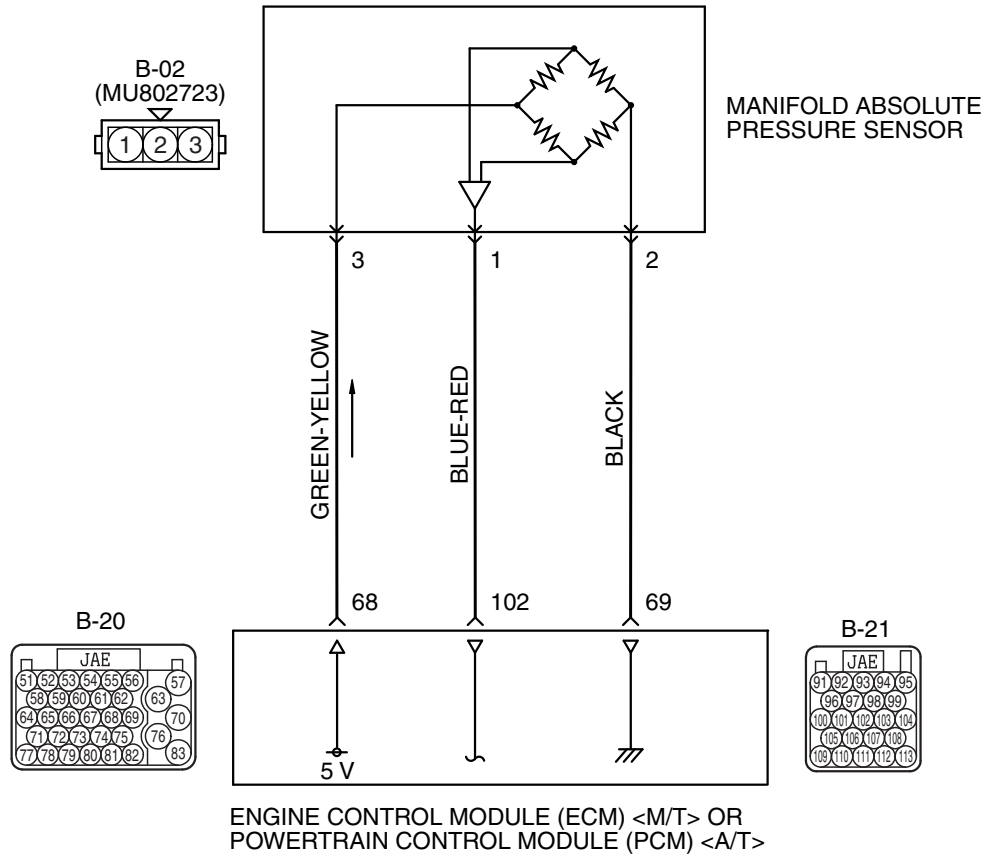 B-02
(MU802723)
1 2 3
MANIFOLD ABSOLUTE
PRESSURE SENSOR
3 1 2
GREEN-YELLOW
BLUE-RED
BLACK
68 102 69
B-20
JAE
51 52 53 54 55 56 57
58 59 60 61 62 63
64 65 66 67 68 69 70
71 72 73 74 75 76
77 78 79 80 81 82 83
B-21
JAE
91 92 93 94 95
96 97 98 99
100 101 102 103 104
105 106 107 108
109 110 111 112 113
5 V
ENGINE CONTROL MODULE (ECM) <M/T> OR
POWERTRAIN CONTROL MODULE (PCM) <A/T>